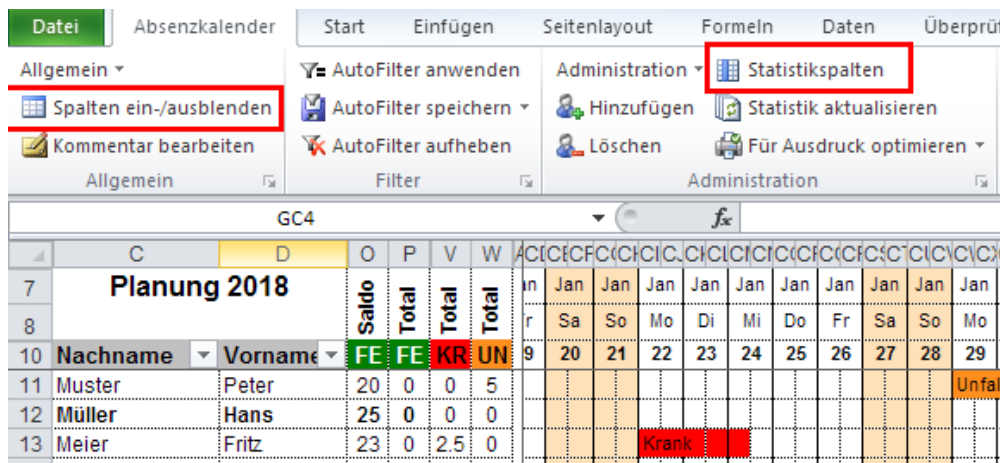 Datei Absenzkalender Start Einfügen Seitenlayout Formeln Daten Überprü
Allgemein AutoFilter anwenden Administration Statistikspalten
Spalten ein-/ausblenden AutoFilter speichern Hinzufügen Statistik aktualisieren
Kommentar bearbeiten AutoFilter aufheben Löschen Für Ausdruck optimieren
Allgemein Filter Administration
GC4 fx
C D O P V W
7 Planung 2018 Saldo Total Total Total Jan Jan Jan Jan Jan Jan Jan Jan Jan Jan
8 Sa So Mo Di Mi Do Fr Sa So Mo
10 Nachname Vorname FE FE KR UN 9 20 21 22 23 24 25 26 27 28 29
11 Muster Peter 20 0 0 5 Unfal
12 Müller Hans 25 0 0 0
13 Meier Fritz 23 0 2.5 0 Krank